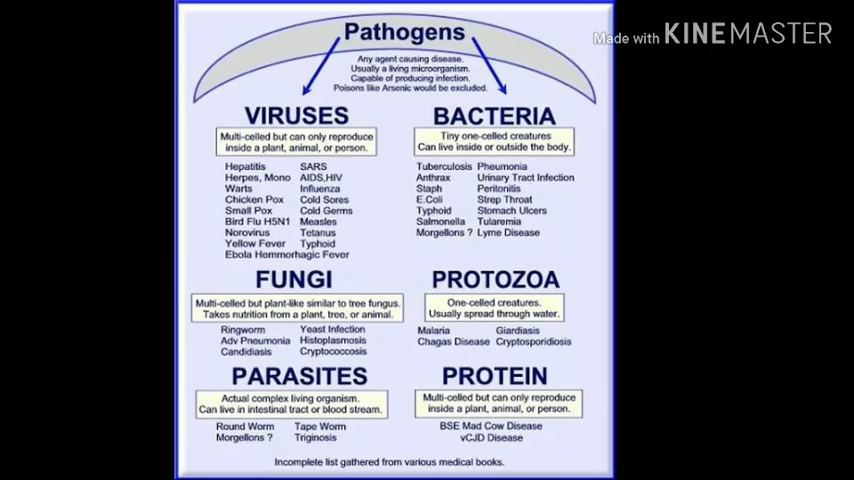 Pathogens
Made with KINEMASTER
Any agent causing disease.
Usually a living microorganism.
Capable of producing infection.
Poisons like Arsenic would be excluded.
VIRUSES
Multi-celled but can only reproduce
inside a plant, animal, or person.
Hepatitis SARS
Herpes, Mono AIDS,HIV
Warts Influenza
Chicken Pox Cold Sores
Small Pox Cold Germs
Bird Flu H5N1 Measles
Norovirus Tetanus
Yellow Fever Typhoid
Ebola Hemmorhagic Fever
BACTERIA
Tiny one-celled creatures
Can live inside or outside the body.
Tuberculosis Pheumonia
Anthrax Urinary Tract Infection
Staph Peritonitis
E.Coli Strep Throat
Typhoid Stomach Ulcers
Salmonella Tularemia
Morgellons ? Lyme Disease
FUNGI
Multi-celled but plant-like similar to tree fungus.
Takes nutrition from a plant, tree, or animal.
Ringworm Yeast Infection
Adv Pneumonia Histoplasmosis
Candidiasis Cryptococcosis
PROTOZOA
One-celled creatures.
Usually spread through water.
Malaria Giardiasis
Chagas Disease Cryptosporidiosis
PARASITES
Actual complex living organism.
Can live in intestinal tract or blood stream.
Round Worm Tape Worm
Morgellons ? Triginosis
PROTEIN
Multi-celled but can only reproduce
inside a plant, animal, or person.
BSE Mad Cow Disease
vCJD Disease
Incomplete list gathered from various medical books.